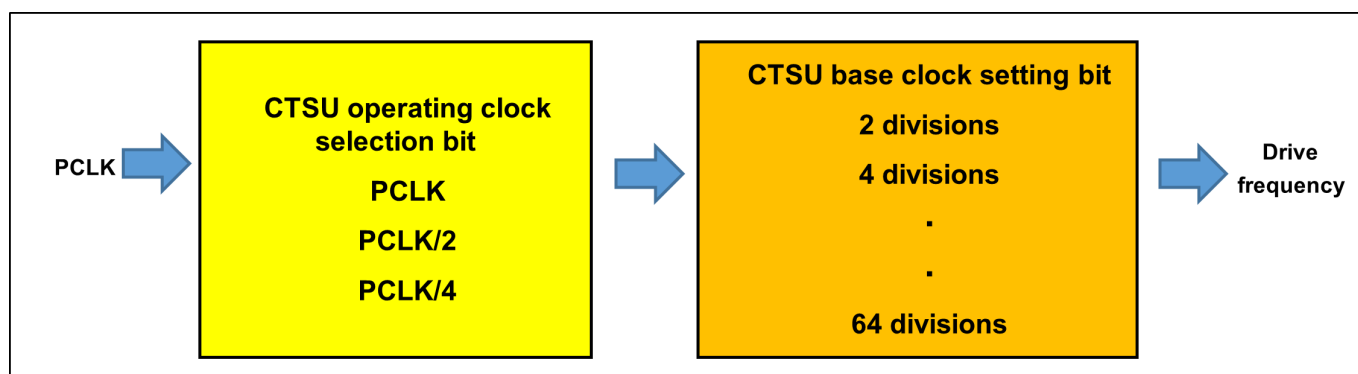 PCLK
CTSU operating clock
selection bit
PCLK
PCLK/2
PCLK/4
CTSU base clock setting bit
2 divisions
4 divisions
.
.
64 divisions
Drive
frequency